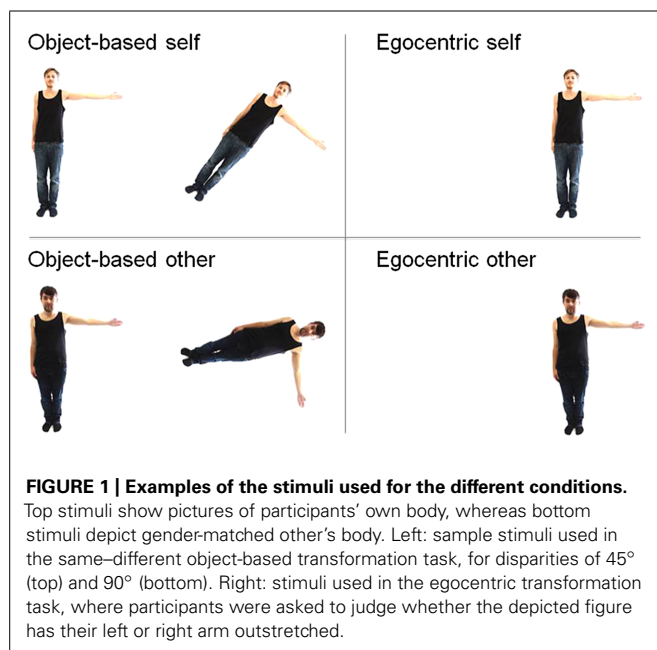 Object-based self
Egocentric self
Object-based other
Egocentric other
FIGURE 1 | Examples of the stimuli used for the different conditions.
Top stimuli show pictures of participants' own body, whereas bottom
stimuli depict gender-matched other's body. Left: sample stimuli used in
the same–different object-based transformation task, for disparities of 45°
(top) and 90° (bottom). Right: stimuli used in the egocentric transformation
task, where participants were asked to judge whether the depicted figure
has their left or right arm outstretched.